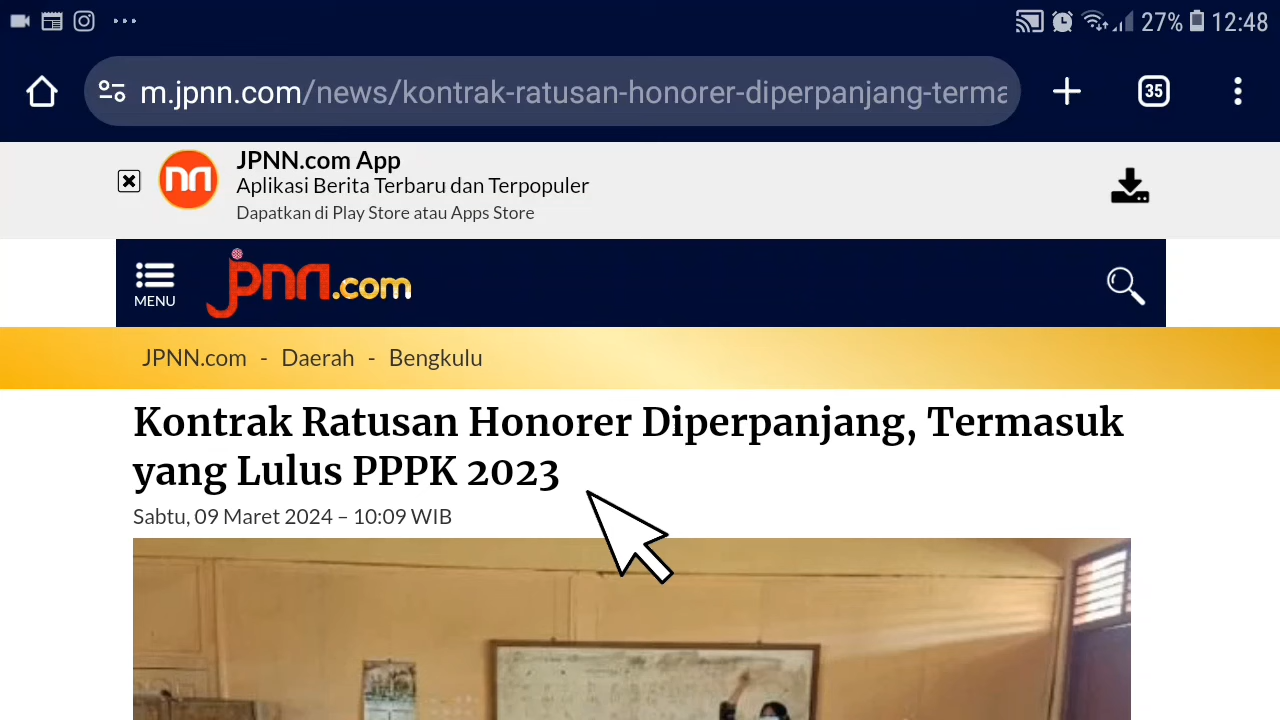 27% 12:48
m.jpnn.com/news/kontrak-ratusan-honorer-diperpanjang-terma
35
JPNN.com App
Aplikasi Berita Terbaru dan Terpopuler
Dapatkan di Play Store atau Apps Store
MENU
jpnn.com
JPNN.com - Daerah - Bengkulu
Kontrak Ratusan Honorer Diperpanjang, Termasuk
yang Lulus PPPK 2023
Sabtu, 09 Maret 2024 – 10:09 WIB